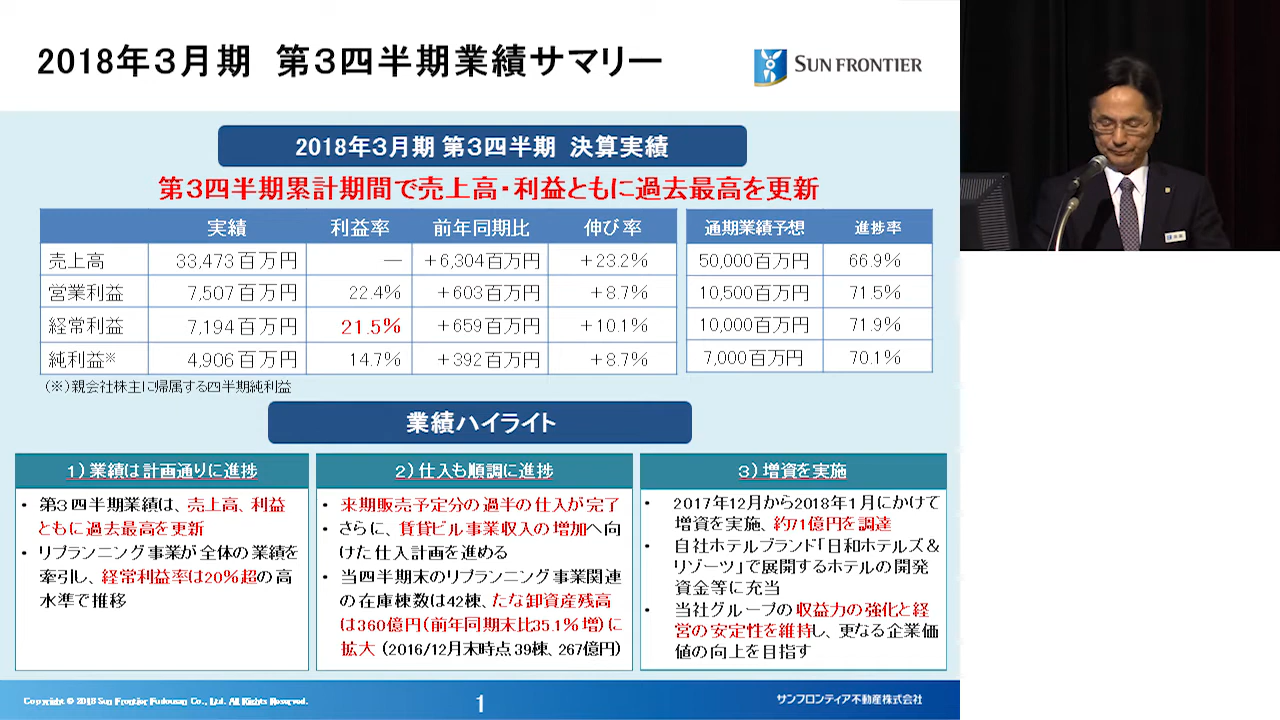 2018年３月期　第３四半期業績サマリー
SUN FRONTIER
2018年３月期 第３四半期　決算実績
第３四半期累計期間で売上高・利益ともに過去最高を更新
実績 利益率 前年同期比 伸び率 通期業績予想 進捗率
売上高 33,473百万円 ― ＋6,304百万円 ＋23.2％ 50,000百万円 66.9％
営業利益 7,507百万円 22.4％ ＋603百万円 ＋8.7％ 10,500百万円 71.5％
経常利益 7,194百万円 21.5％ ＋659百万円 ＋10.1％ 10,000百万円 71.9％
純利益※ 4,906百万円 14.7％ ＋392百万円 ＋8.7％ 7,000百万円 70.1％
（※）親会社株主に帰属する四半期純利益
業績ハイライト
１）業績は計画通りに進捗
• 第３四半期業績は、売上高、利益
ともに過去最高を更新
• リプランニング事業が全体の業績を
牽引し、経常利益率は20％超の高
水準で推移
２）仕入も順調に進捗
• 来期販売予定分の過半の仕入が完了
• さらに、賃貸ビル事業収入の増加へ向
けた仕入計画を進める
• 当四半期末のリプランニング事業関連
の在庫棟数は42棟、たな卸資産残高
は360億円（前年同期末比35.1％増）に
拡大（2016/12月末時点39棟、267億円）
３）増資を実施
• 2017年12月から2018年１月にかけて
増資を実施、約71億円を調達
• 自社ホテルブランド「日和ホテルズ＆
リゾーツ」で展開するホテルの開発
資金等に充当
• 当社グループの収益力の強化と経
営の安定性を維持し、更なる企業価
値の向上を目指す
Copyright © 2018 Sun Frontier Fudousan Co., Ltd. All Rights Reserved.
1
サンフロンティア不動産株式会社